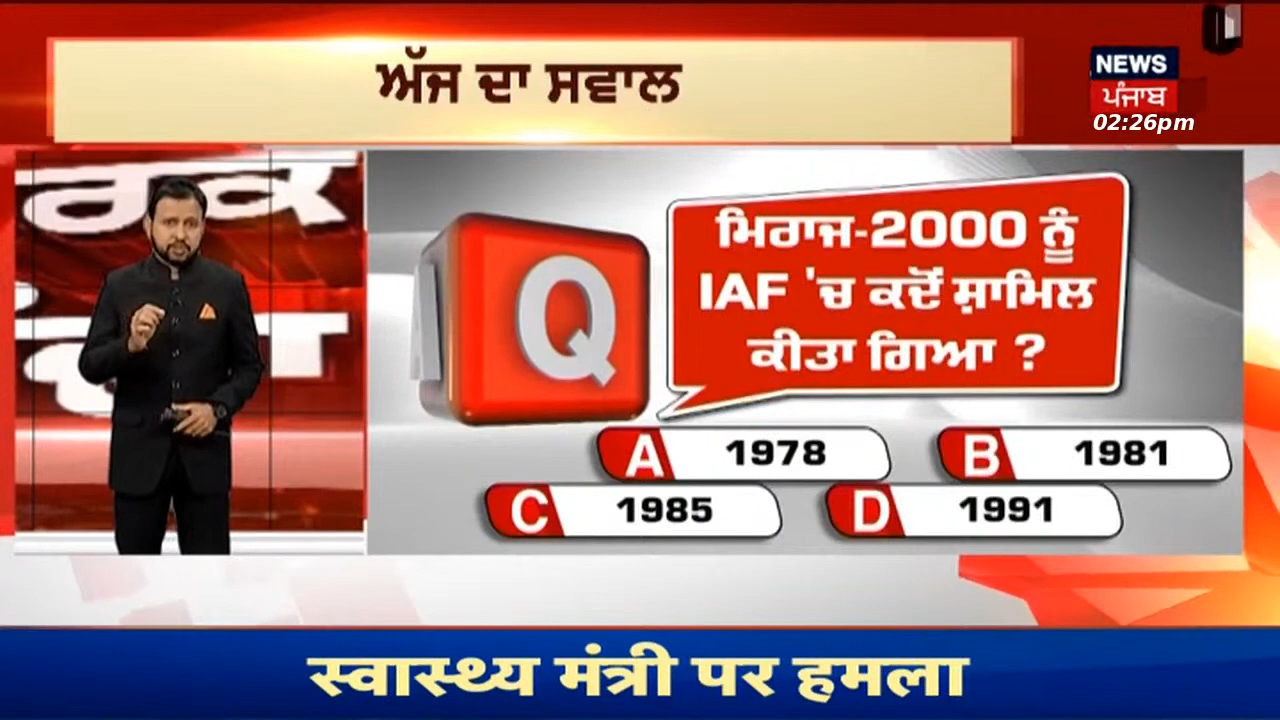 ਅੱਜ ਦਾ ਸਵਾਲ
NEWS
ਪੰਜਾਬ
02:26pm
Q
ਮਿਰਾਜ-2000 ਨੂੰ
IAF 'ਚ ਕਦੋਂ ਸ਼ਾਮਿਲ
ਕੀਤਾ ਗਿਆ ?
A 1978
B 1981
C 1985
D 1991
स्वास्थ्य मंत्री पर हमला